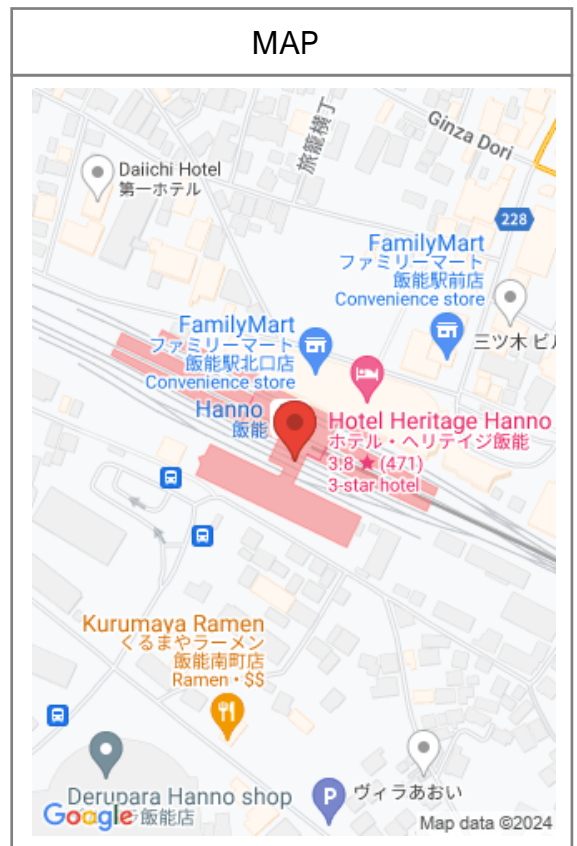 MAP
Ginza Dori
旅籠横丁
Daiichi Hotel
第一ホテル
228
FamilyMart
ファミリーマート
飯能駅前店
Convenience store
三ツ木 ビル
FamilyMart
ファミリーマート
飯能駅北口店
Convenience store
Hanno
飯能
Hotel Heritage Hanno
ホテル・ヘリテイジ飯能
3.8 ★ (471)
3-star hotel
Kurumaya Ramen
くるまやラーメン
飯能南町店
Ramen • $$
Derupara Hanno shop
飯能店
P
ヴィラあおい
Google
Map data ©2024